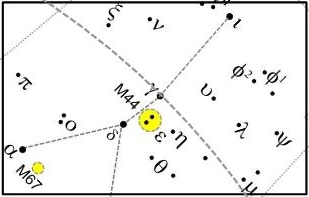 ξ
ν
ι
π
M44
γ
φ²
φ¹
υ
ο
δ
ε
η
λ
ψ
α
M67
θ
μ